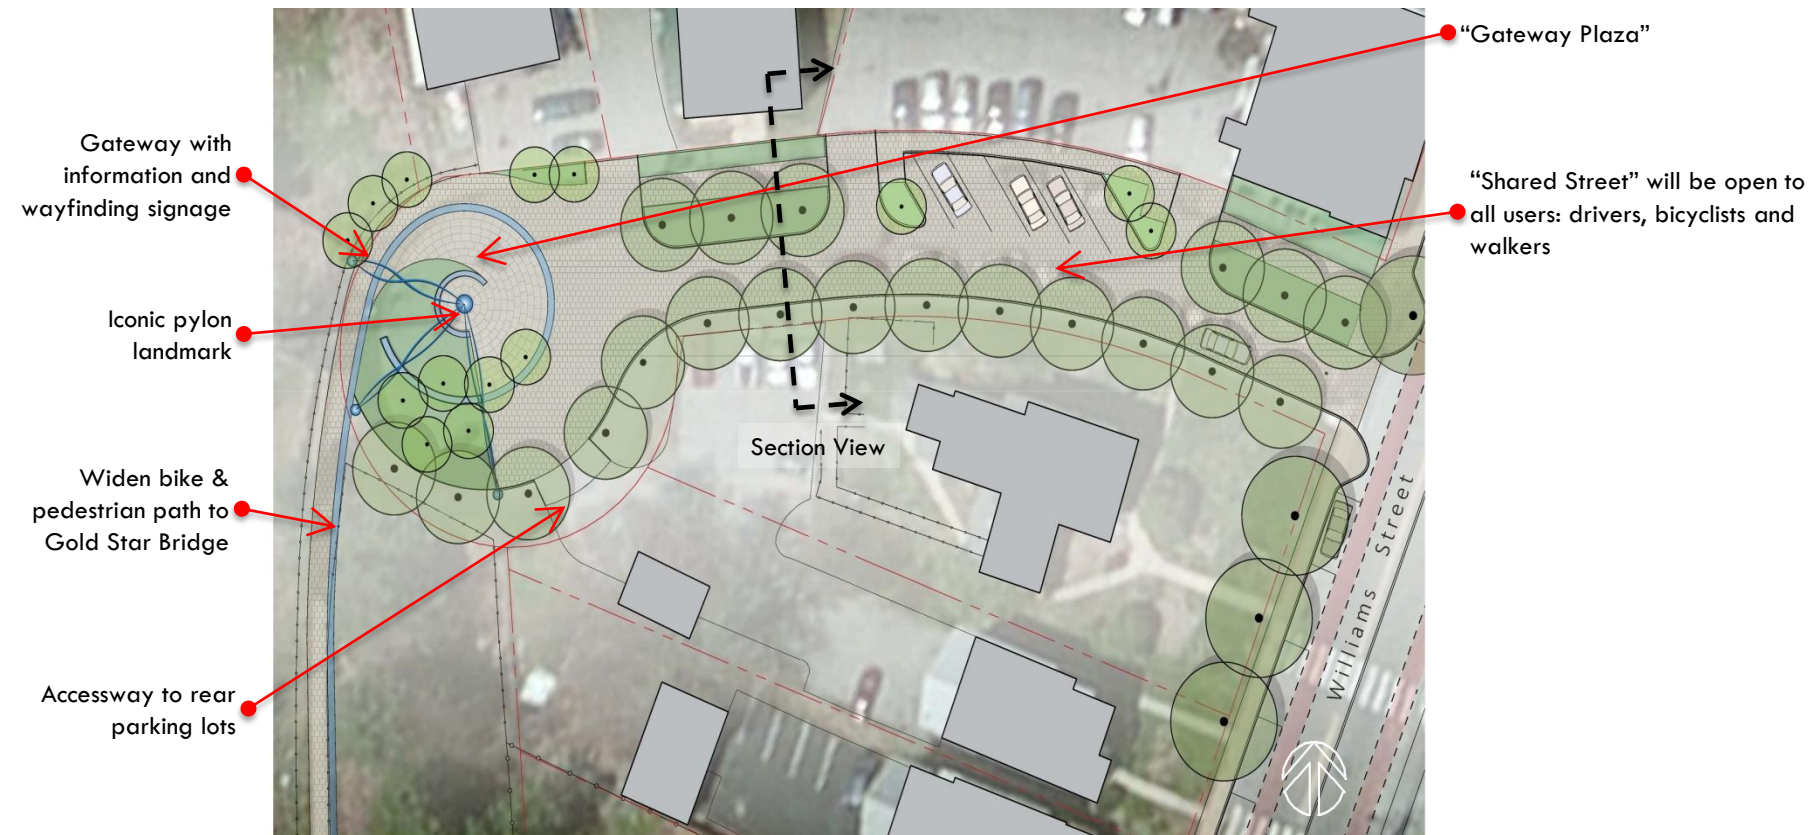 "Gateway Plaza"
Gateway with
information and
wayfinding signage
"Shared Street" will be open to
all users: drivers, bicyclists and
walkers
Iconic pylon
landmark
Section View
Widen bike &
pedestrian path to
Gold Star Bridge
Williams Street
Accessway to rear
parking lots